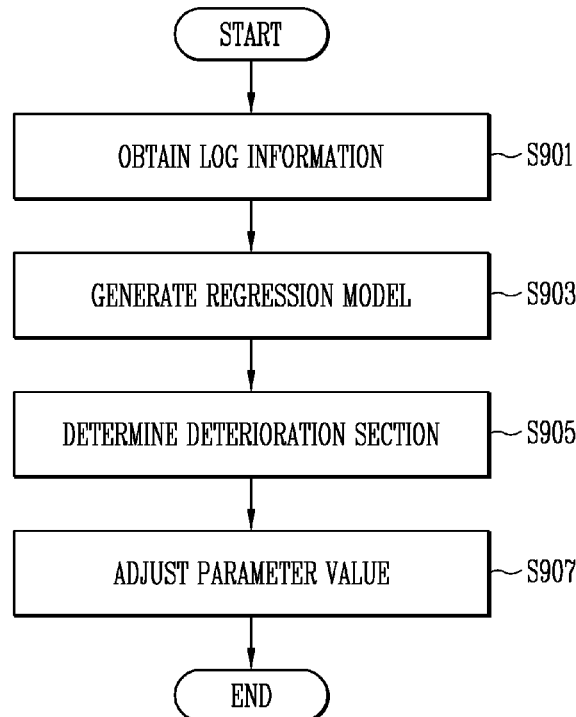 START
OBTAIN LOG INFORMATION
S901
GENERATE REGRESSION MODEL
S903
DETERMINE DETERIORATION SECTION
S905
ADJUST PARAMETER VALUE
S907
END